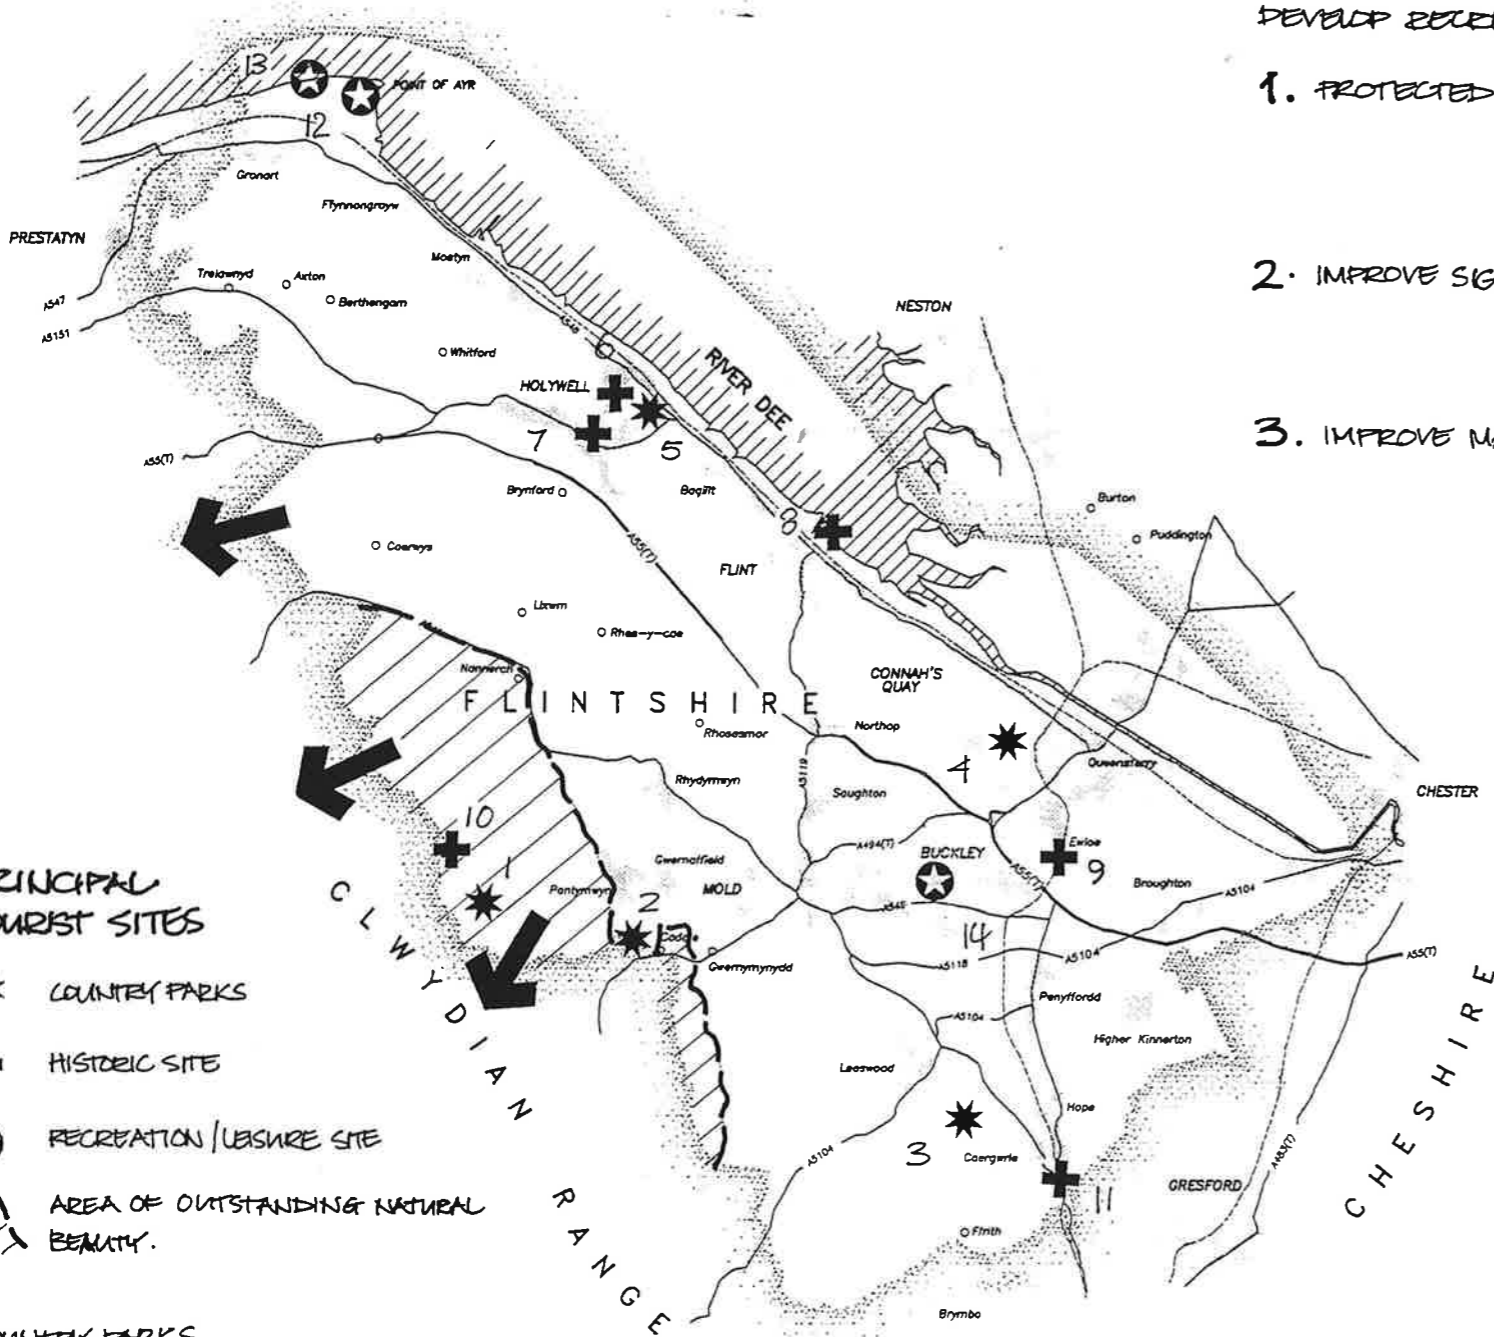 DEVELOP
1. PROTECTED
2. IMPROVE
3. IMPROVE
13
POINT OF AYR
12
Gronant
Ffynnongroyw
PRESTATYN
Mostyn
Trelawnyd
Axton
Berthengam
A547
A5151
A548
NESTON
Whitford
HOLYWELL
RIVER DEE
7
5
A55(T)
Brynford
Bagillt
Burton
8
Puddington
A55(T)
Caerwys
FLINT
Lixwm
Rhes-y-cae
Nannerch
CONNAH'S
QUAY
FLINTSHIRE
Rhosesmor
Northop
4
Queensferry
Rhydymwyn
A5119
Soughton
CHESTER
10
A494(T)
BUCKLEY
Ewloe
9
Gwernaffield
MOLD
1
Pantymwyn
A55(T)
Broughton
A5104
2
A549
14
Cadole
Gwernymynydd
A5118
A5104
A55(T)
Penyffordd
A5104
Higher Kinnerton
Leeswood
Hope
3
Caergwrle
A5104
11
GRESFORD
A483(T)
Ffrith
Brymbo
CLWYDIAN RANGE
CHESHIRE
TOURIST SITES
COUNTRY PARKS
HISTORIC SITE
RECREATION/LEISURE SITE
AREA OF OUTSTANDING NATURAL
BEAUTY.